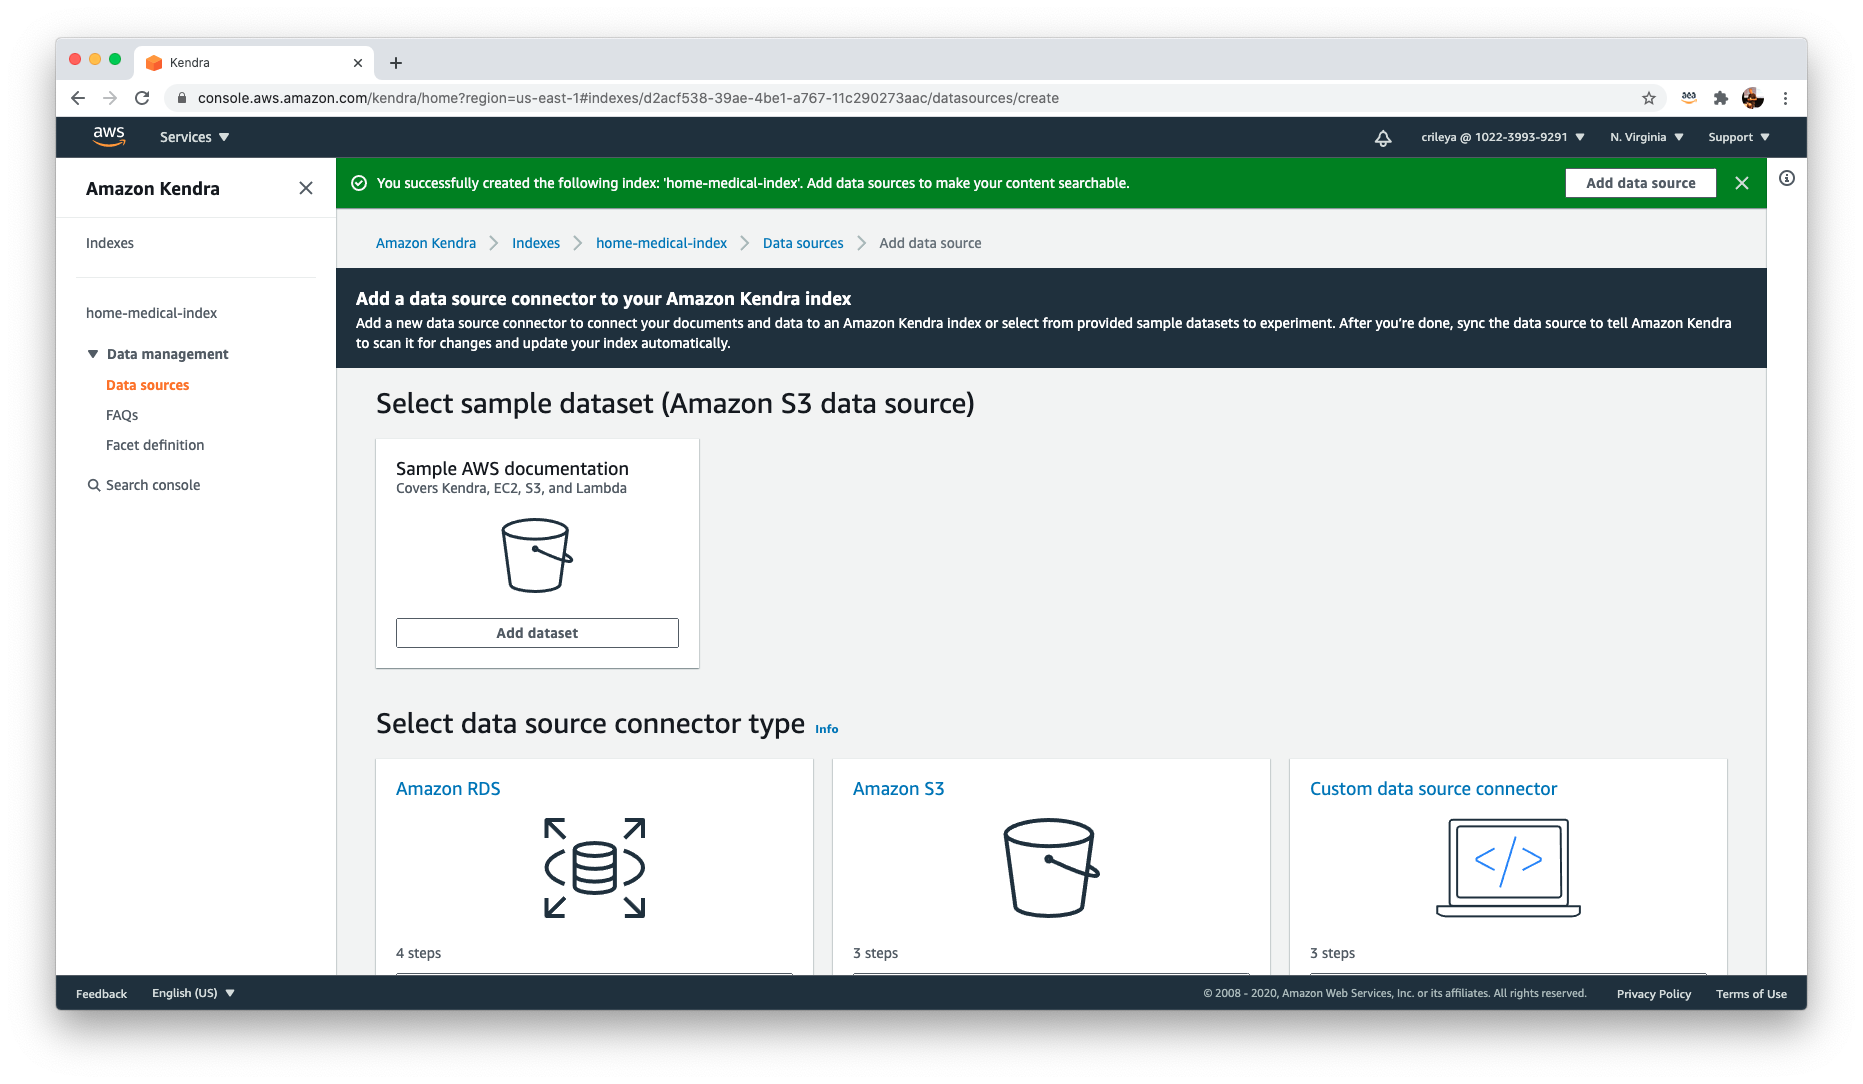 Kendra
console.aws.amazon.com/kendra/home?region=us-east-1#indexes/d2acf538-39ae-4be1-a767-11c290273aac/datasources/create
aws
Services
crileya @ 1022-3993-9291
N. Virginia
Support
Amazon Kendra
You successfully created the following index: 'home-medical-index'. Add data sources to make your content searchable.
Add data source
Indexes
home-medical-index
Data management
Data sources
FAQs
Facet definition
Search console
Amazon Kendra
Indexes
home-medical-index
Data sources
Add data source
Add a data source connector to your Amazon Kendra index
Add a new data source connector to connect your documents and data to an Amazon Kendra index or select from provided sample datasets to experiment. After you're done, sync the data source to tell Amazon Kendra
to scan it for changes and update your index automatically.
Select sample dataset (Amazon S3 data source)
Sample AWS documentation
Covers Kendra, EC2, S3, and Lambda
Add dataset
Select data source connector type Info
Amazon RDS
4 steps
Amazon S3
3 steps
Custom data source connector
</>
3 steps
Feedback
English (US)
© 2008 - 2020, Amazon Web Services, Inc. or its affiliates. All rights reserved.
Privacy Policy
Terms of Use